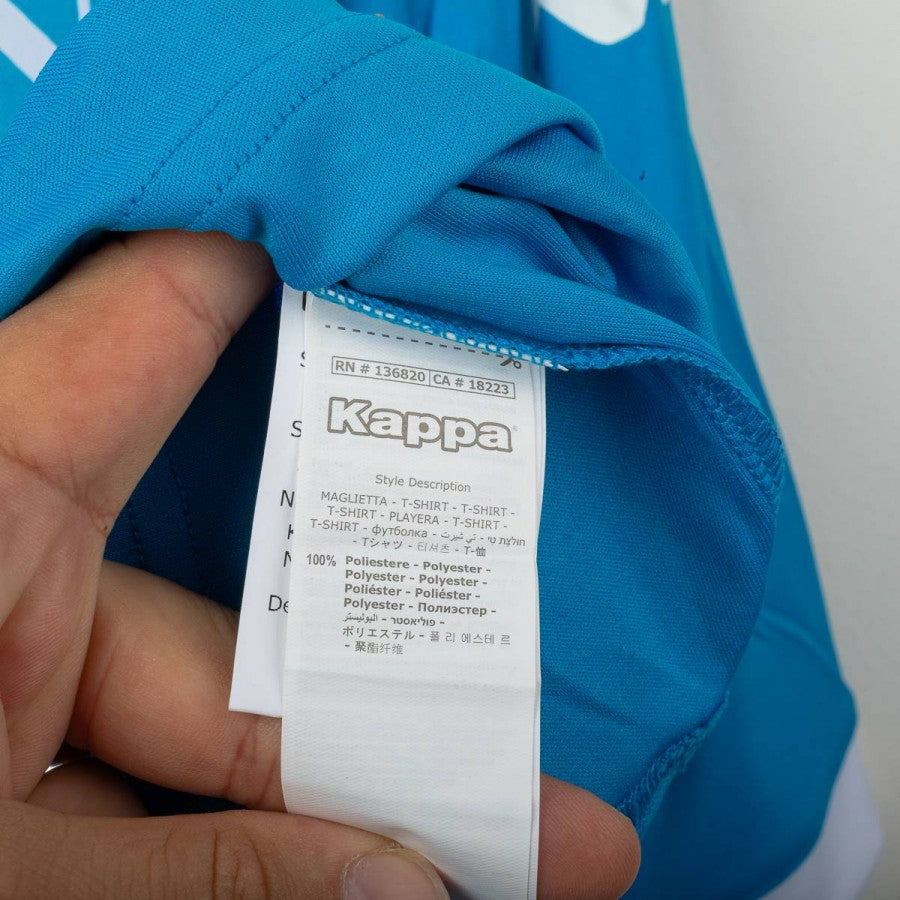 %
RN # 136820 CA # 18223
Kappa
Style Description
MAGLIETTA - T-SHIRT - T-SHIRT -
T-SHIRT - PLAYERA - T-SHIRT -
T-SHIRT - футболка - تي شيرت - חולצת טי
- Tシャツ - 티셔츠 - T-恤
100% Poliestere - Polyester -
Polyester - Polyester -
Poliéster - Poliéster -
Polyester - Полиэстер -
פוליאסטר - البوليستر -
ポリエステル - 폴 리 에스테 르
- 聚酯纤维
S
S
N
K
N
De